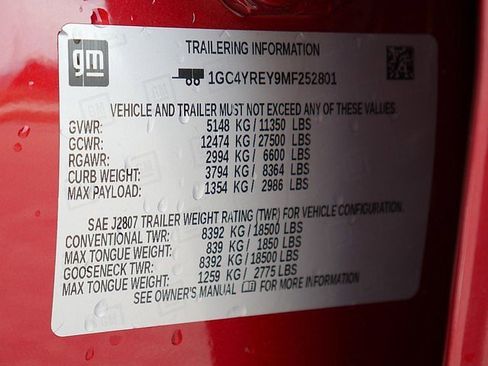 gm
TRAILERING INFORMATION
1GC4YREY9MF252801
VEHICLE AND TRAILER MUST NOT EXCEED ANY OF THESE VALUES.
GVWR: 5148 KG / 11350 LBS
GCWR: 12474 KG / 27500 LBS
RGAWR: 2994 KG / 6600 LBS
CURB WEIGHT: 3794 KG / 8364 LBS
MAX PAYLOAD: 1354 KG / 2986 LBS
SAE J2807 TRAILER WEIGHT RATING (TWR) FOR VEHICLE CONFIGURATION.
CONVENTIONAL TWR: 8392 KG / 18500 LBS
MAX TONGUE WEIGHT: 839 KG / 1850 LBS
GOOSENECK TWR: 8392 KG / 18500 LBS
MAX TONGUE WEIGHT: 1259 KG / 2775 LBS
SEE OWNER'S MANUAL FOR MORE INFORMATION